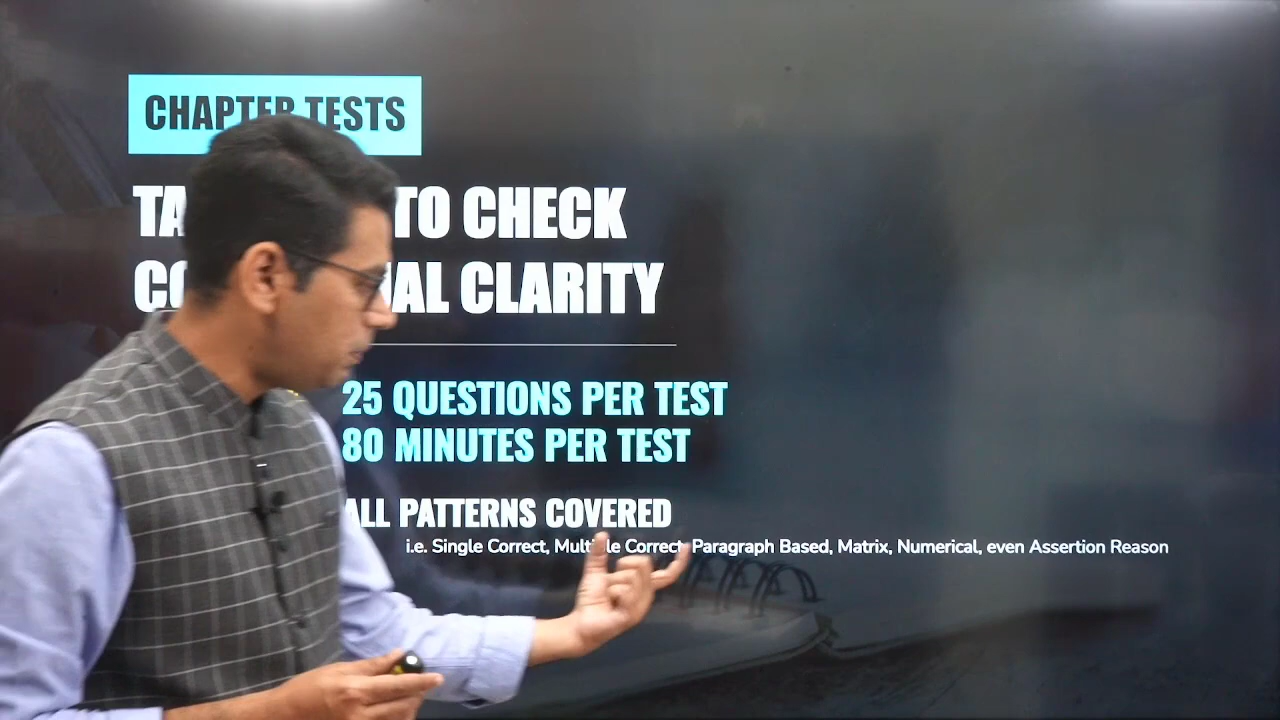 CHAPTER TESTS
TO CHECK
CLARITY
25 QUESTIONS PER TEST
80 MINUTES PER TEST
ALL PATTERNS COVERED
i.e. Single Correct, Multiple Correct, Paragraph Based, Matrix, Numerical, even Assertion Reason